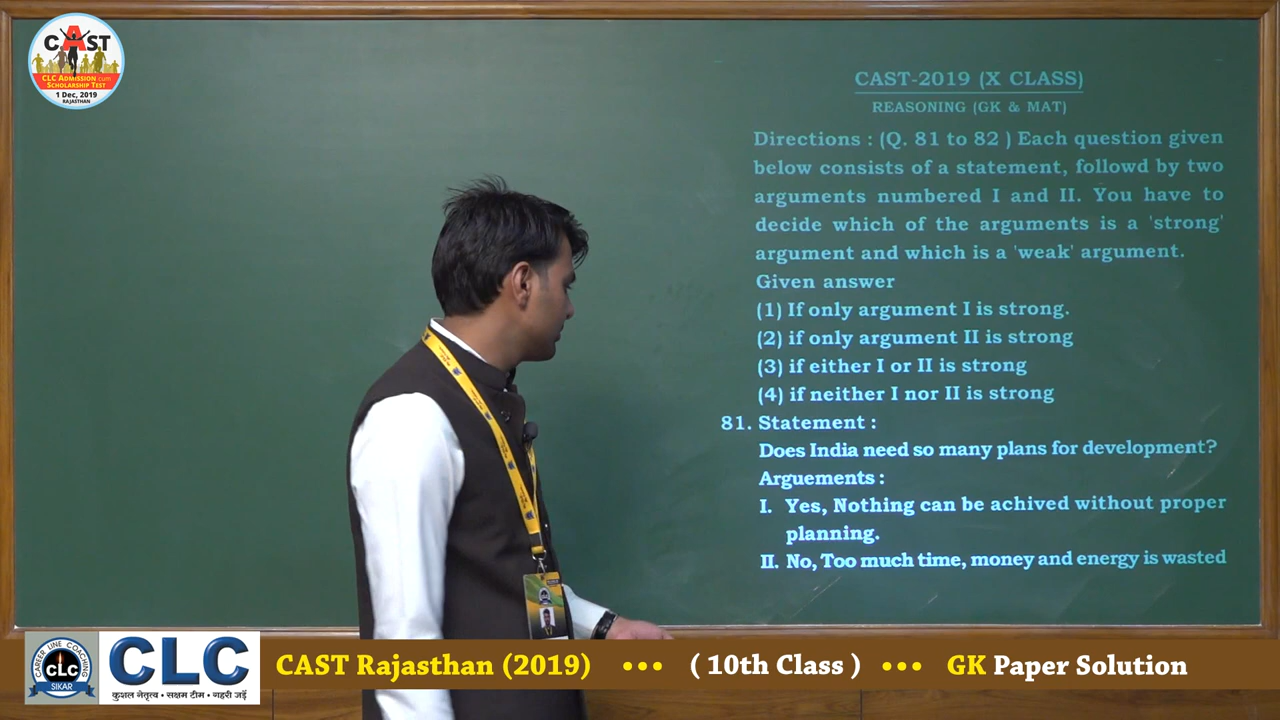 CAST
CLC ADMISSION cum
SCHOLARSHIP TEST
1 Dec, 2019
RAJASTHAN
CAST-2019 (X CLASS)
REASONING (GK & MAT)
Directions : (Q. 81 to 82 ) Each question given
below consists of a statement, followd by two
arguments numbered I and II. You have to
decide which of the arguments is a 'strong'
argument and which is a 'weak' argument.
Given answer
(1) If only argument I is strong.
(2) if only argument II is strong
(3) if either I or II is strong
(4) if neither I nor II is strong
81. Statement :
Does India need so many plans for development?
Arguements :
I. Yes, Nothing can be achived without proper
planning.
II. No, Too much time, money and energy is wasted
CAREER LINE COACHING
CLC
SIKAR
CLC
कुशल नेतृत्व • सक्षम टीम • गहरी जड़ें
CAST Rajasthan (2019) ••• ( 10th Class ) ••• GK Paper Solution